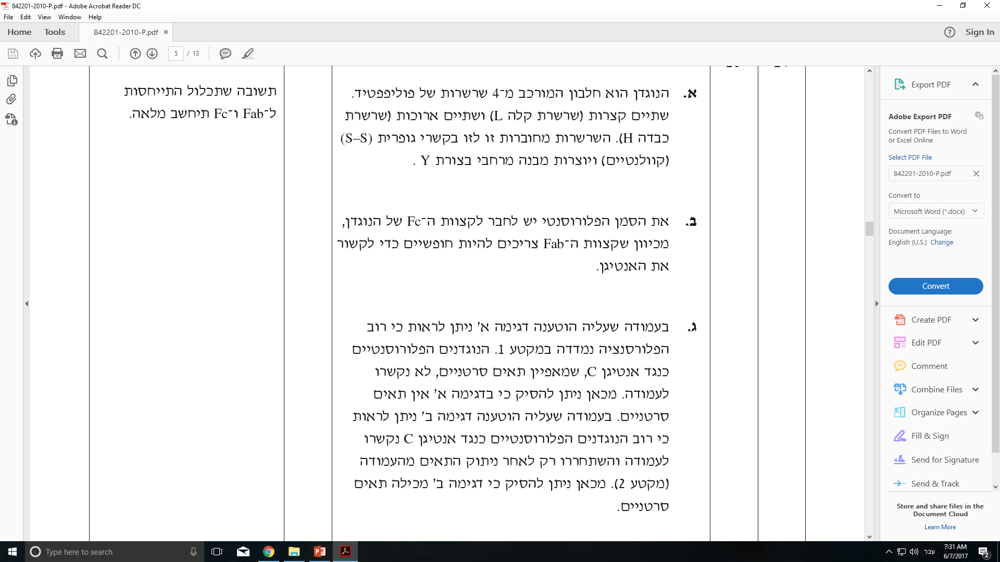 842201-2010-P.pdf - Adobe Acrobat Reader DC
File Edit View Window Help
Home Tools 842201-2010-P.pdf × Sign In
5 / 13
א. הנוגדן הוא חלבון המורכב מ־4 שרשרות של פוליפפטיד.
שתיים קצרות (שרשרת קלה L) ושתיים ארוכות (שרשרת
כבדה H). השרשרות מחוברות זו לזו בקשרי גופרית (S–S)
(קוולנטיים) ויוצרות מבנה מרחבי בצורת Y .
תשובה שתכלול התייחסות
ל־Fab ו־Fc תיחשב מלאה.
ב. את הסמן הפלורוסנטי יש לחבר לקצוות ה־Fc של הנוגדן,
מכיוון שקצוות ה־Fab צריכים להיות חופשיים כדי לקשור
את האנטיגן.
ג. בעמודה שעליה הוטענה דגימה א' ניתן לראות כי רוב
הפלורסנציה נמדדה במקטע 1. הנוגדנים הפלורוסנטיים
כנגד אנטיגן C, שמאפיין תאים סרטניים, לא נקשרו
לעמודה. מכאן ניתן להסיק כי בדגימה א' אין תאים
סרטניים. בעמודה שעליה הוטענה דגימה ב' ניתן לראות
כי רוב הנוגדנים הפלורוסנטיים כנגד אנטיגן C נקשרו
לעמודה והשתחררו רק לאחר ניתוק התאים מהעמודה
(מקטע 2). מכאן ניתן להסיק כי דגימה ב' מכילה תאים
סרטניים.
Export PDF
Adobe Export PDF
Convert PDF Files to Word
or Excel Online
Select PDF File
842201-2010-P.pdf
Convert to
Microsoft Word (*.docx)
Document Language:
English (U.S.) Change
Convert
Create PDF
Edit PDF
Comment
Combine Files
Organize Pages
Fill & Sign
Send for Signature
Send & Track
Store and share files in the
Document Cloud
Learn More
Type here to search
עבר
7:31 AM
6/7/2017
2